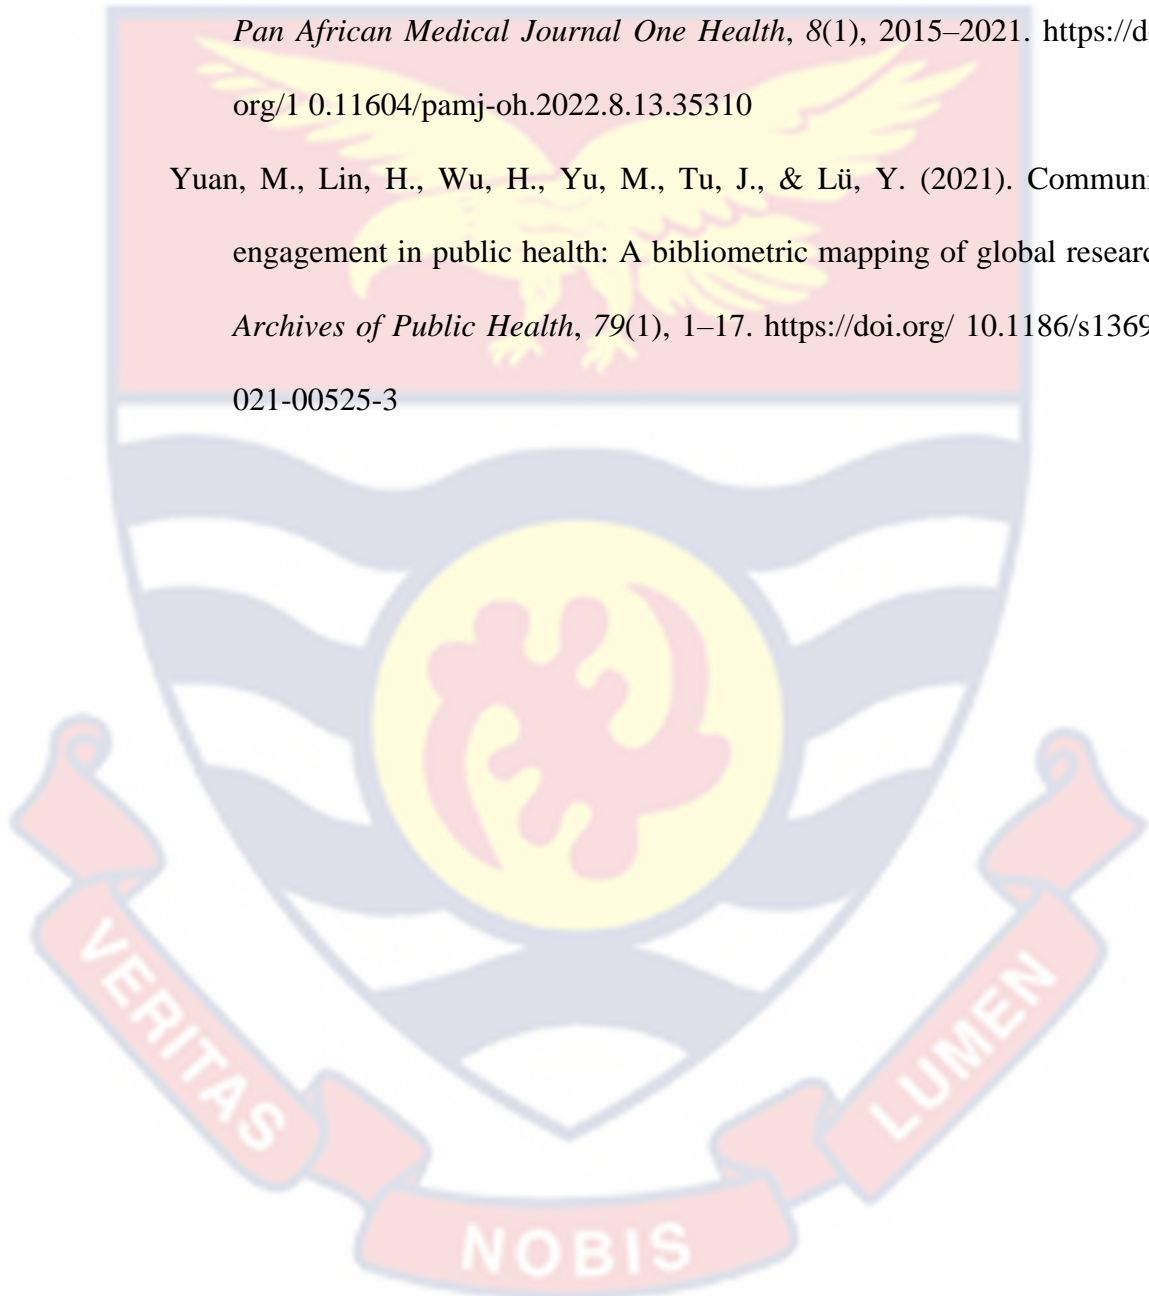 Pan African Medical Journal One Health, 8(1), 2015–2021. https://d
org/1 0.11604/pamj-oh.2022.8.13.35310
Yuan, M., Lin, H., Wu, H., Yu, M., Tu, J., & Lü, Y. (2021). Commun
engagement in public health: A bibliometric mapping of global resear
Archives of Public Health, 79(1), 1–17. https://doi.org/ 10.1186/s1369
021-00525-3
VERITAS
NOBIS
LUMEN